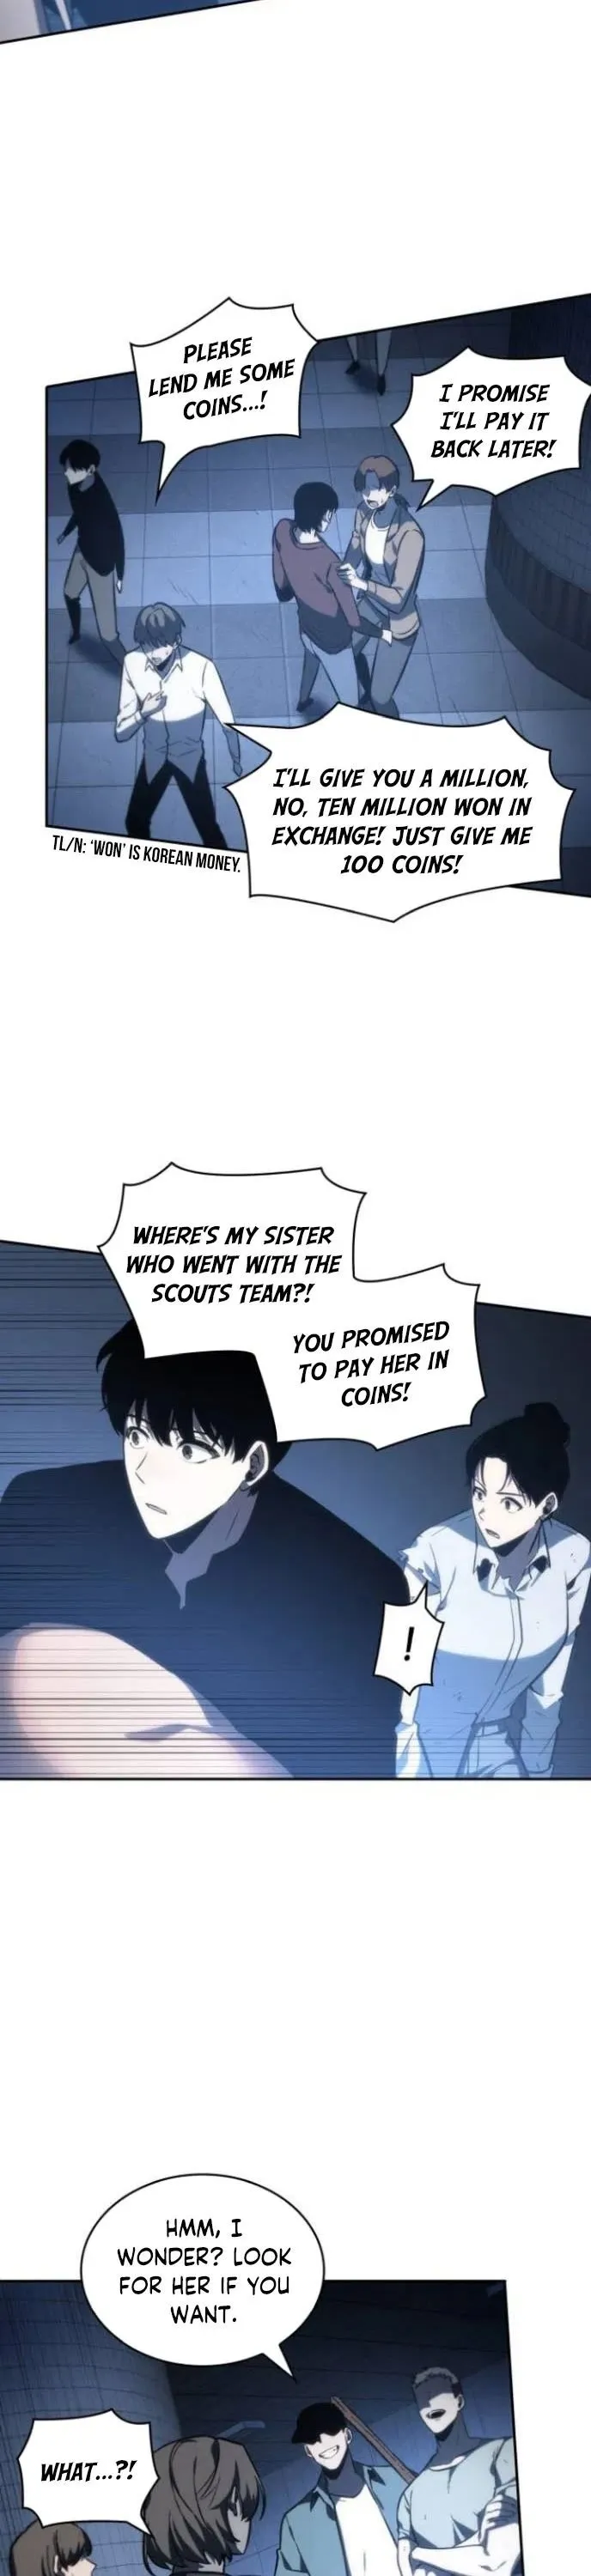 PLEASE
LEND ME SOME
COINS...!
I PROMISE
I'LL PAY IT
BACK LATER!
I'LL GIVE YOU A MILLION,
NO, TEN MILLION WON IN
EXCHANGE! JUST GIVE ME
100 COINS!
TL/N: 'WON' IS KOREAN MONEY.
WHERE'S MY SISTER
WHO WENT WITH THE
SCOUTS TEAM?!
YOU PROMISED
TO PAY HER IN
COINS!
!
HMM, I
WONDER? LOOK
FOR HER IF YOU
WANT.
WHAT...?!